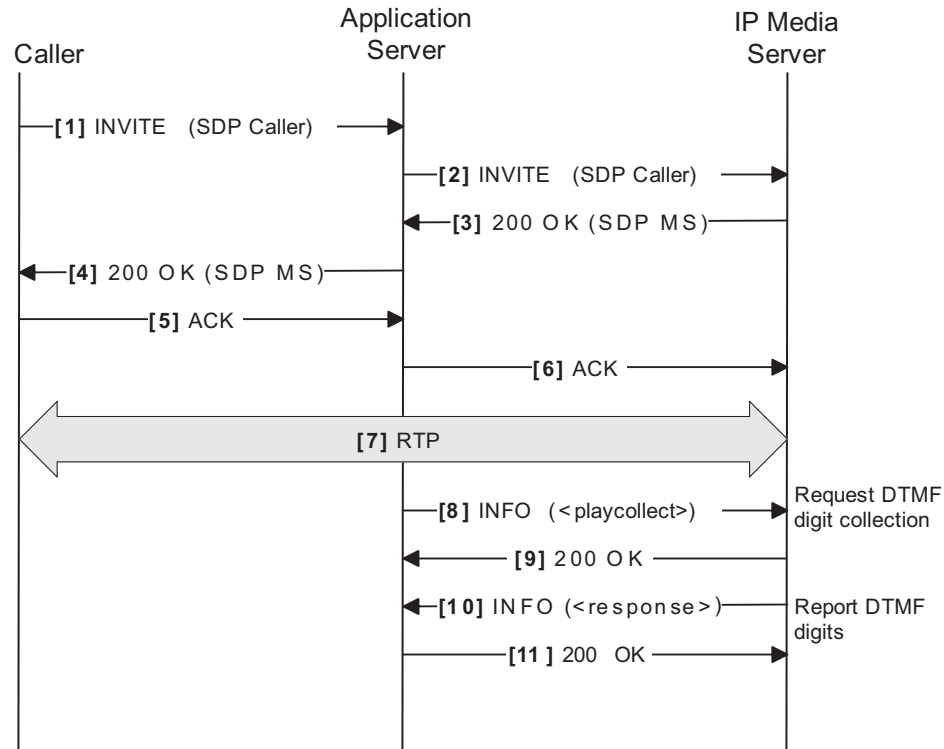 Caller
Application
Server
IP Media
Server
[1] INVITE (SDP Caller)
[2] INVITE (SDP Caller)
[3] 200 OK (SDP MS)
[4] 200 OK (SDP MS)
[5] ACK
[6] ACK
[7] RTP
[8] INFO (<playcollect>)
Request DTMF
digit collection
[9] 200 OK
[10] INFO (<response>)
Report DTMF
digits
[11 ] 200 OK